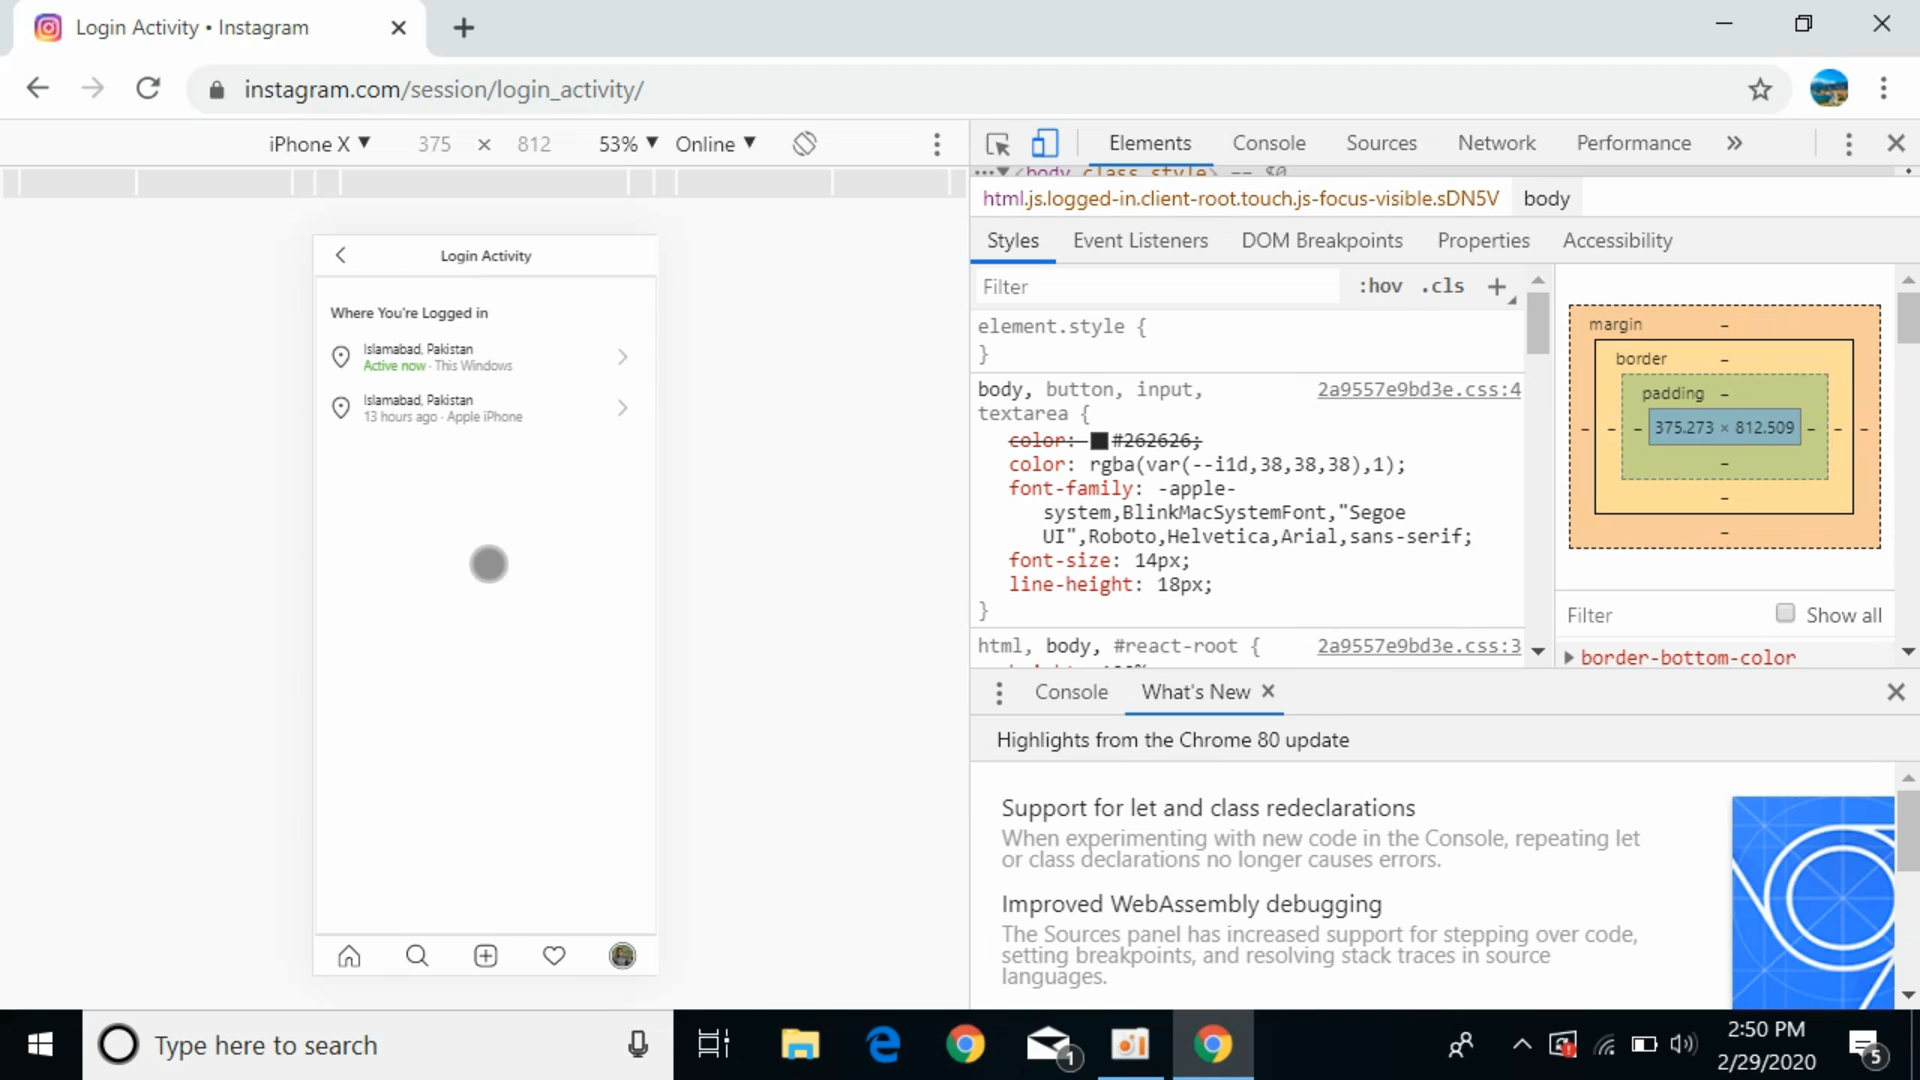 Login Activity • Instagram
instagram.com/session/login_activity/
iPhone X ▼ 375 × 812 53% ▼ Online ▼
Elements Console Sources Network Performance »
…▼<body class style> == $0
html.js.logged-in.client-root.touch.js-focus-visible.sDN5V body
Styles Event Listeners DOM Breakpoints Properties Accessibility
Login Activity
Where You're Logged in
Islamabad, Pakistan
Active now · This Windows
Islamabad, Pakistan
13 hours ago · Apple iPhone
Filter :hov .cls +
element.style {
}
body, button, input, 2a9557e9bd3e.css:4
textarea {
color: #262626;
color: rgba(var(--i1d,38,38,38),1);
font-family: -apple-
system,BlinkMacSystemFont,"Segoe
UI",Roboto,Helvetica,Arial,sans-serif;
font-size: 14px;
line-height: 18px;
}
html, body, #react-root { 2a9557e9bd3e.css:3
margin –
border –
padding –
– – – 375.273 × 812.509 – – –
–
–
–
Filter Show all
border-bottom-color
Console What's New ×
Highlights from the Chrome 80 update
Support for let and class redeclarations
When experimenting with new code in the Console, repeating let
or class declarations no longer causes errors.
Improved WebAssembly debugging
The Sources panel has increased support for stepping over code,
setting breakpoints, and resolving stack traces in source
languages.
Type here to search
1
2:50 PM
2/29/2020
5